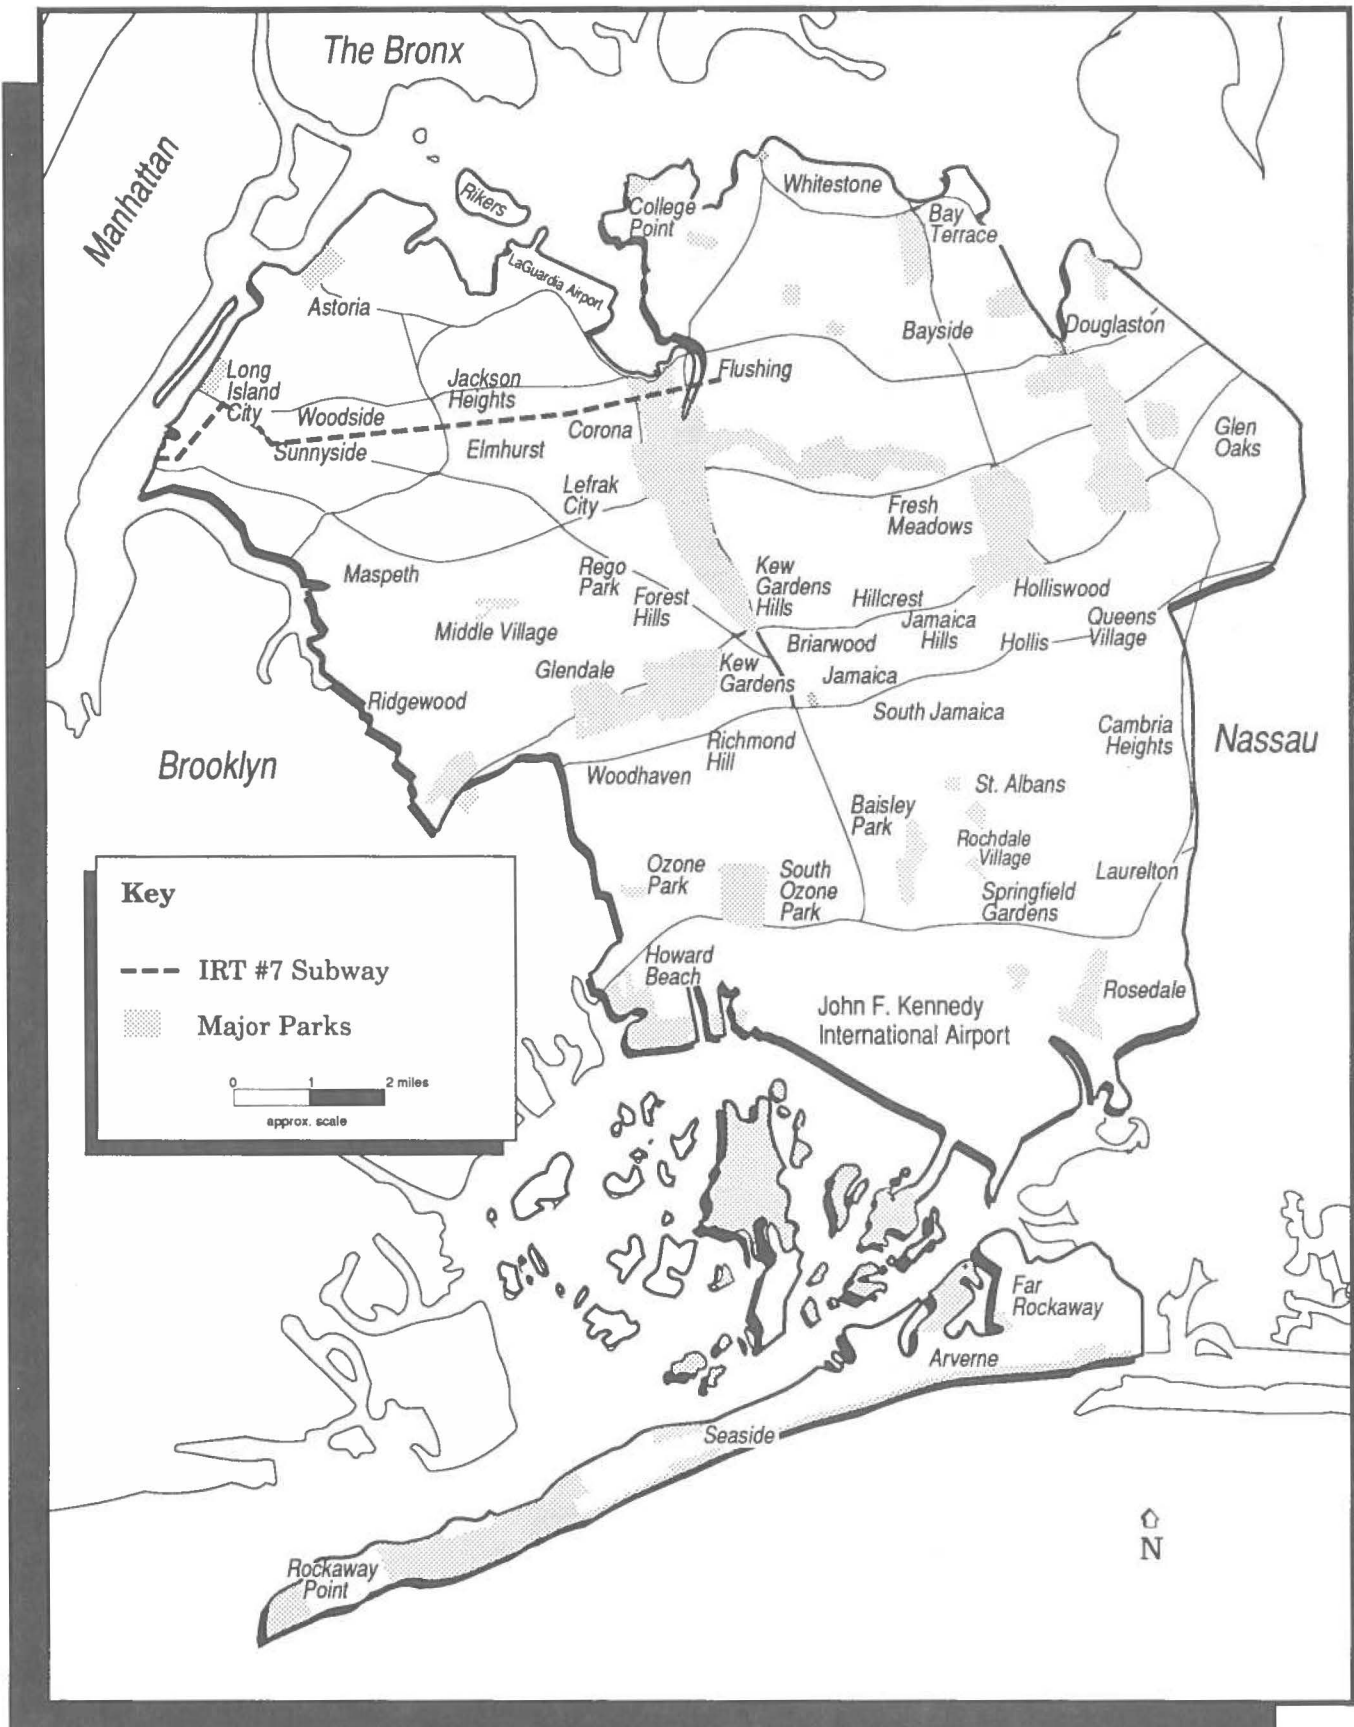 The Bronx
Manhattan
Rikers
College
Point
Whitestone
Bay
Terrace
LaGuardia Airport
Astoria
Bayside
Douglaston
Long
Island
City
Jackson
Heights
Flushing
Woodside
Corona
Glen
Oaks
Sunnyside
Elmhurst
Lefrak
City
Fresh
Meadows
Maspeth
Rego
Park
Kew
Gardens
Hills
Forest
Hills
Hillcrest
Holliswood
Middle Village
Briarwood
Jamaica
Hills
Hollis
Queens
Village
Glendale
Kew
Gardens
Jamaica
Ridgewood
South Jamaica
Cambria
Heights
Nassau
Brooklyn
Richmond
Hill
Woodhaven
St. Albans
Baisley
Park
Rochdale
Village
Ozone
Park
South
Ozone
Park
Springfield
Gardens
Laurelton
Howard
Beach
John F. Kennedy
International Airport
Rosedale
Key
IRT #7 Subway
Major Parks
0 1 2 miles
approx. scale
Far
Rockaway
Arverne
Seaside
Rockaway
Point
N